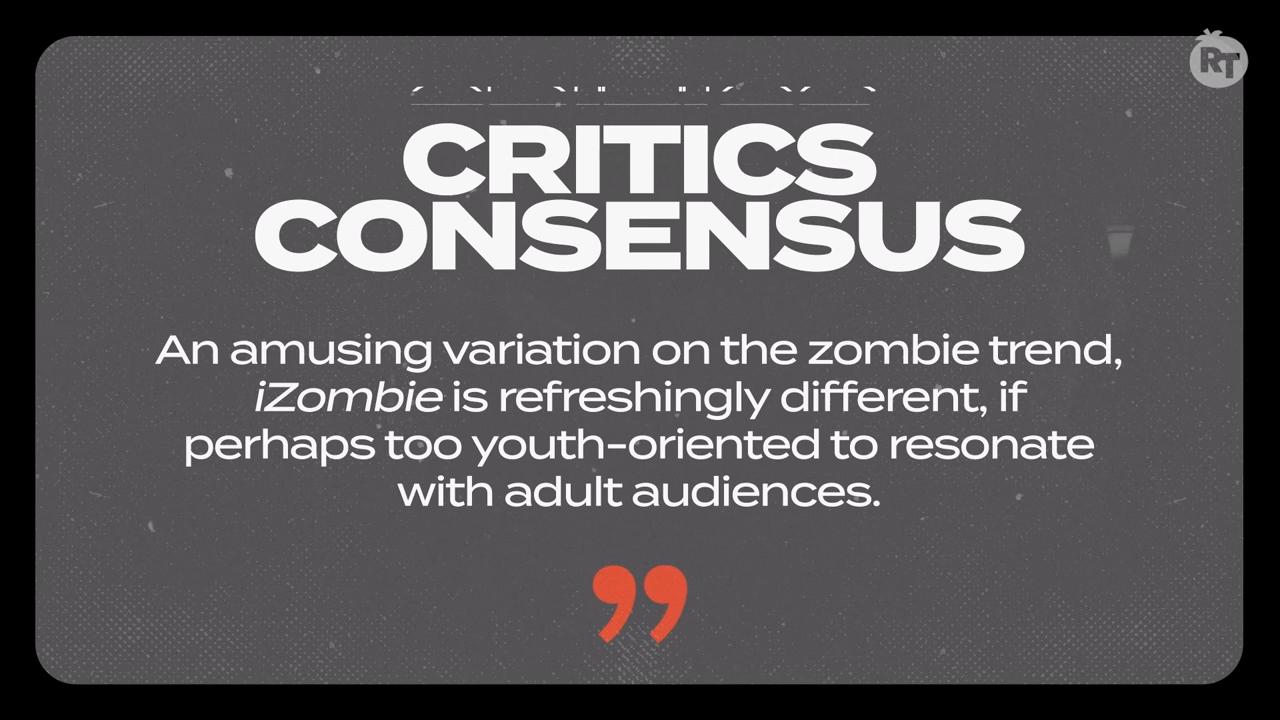 RT
CRITICS
CONSENSUS
An amusing variation on the zombie trend,
iZombie is refreshingly different, if
perhaps too youth-oriented to resonate
with adult audiences.
”